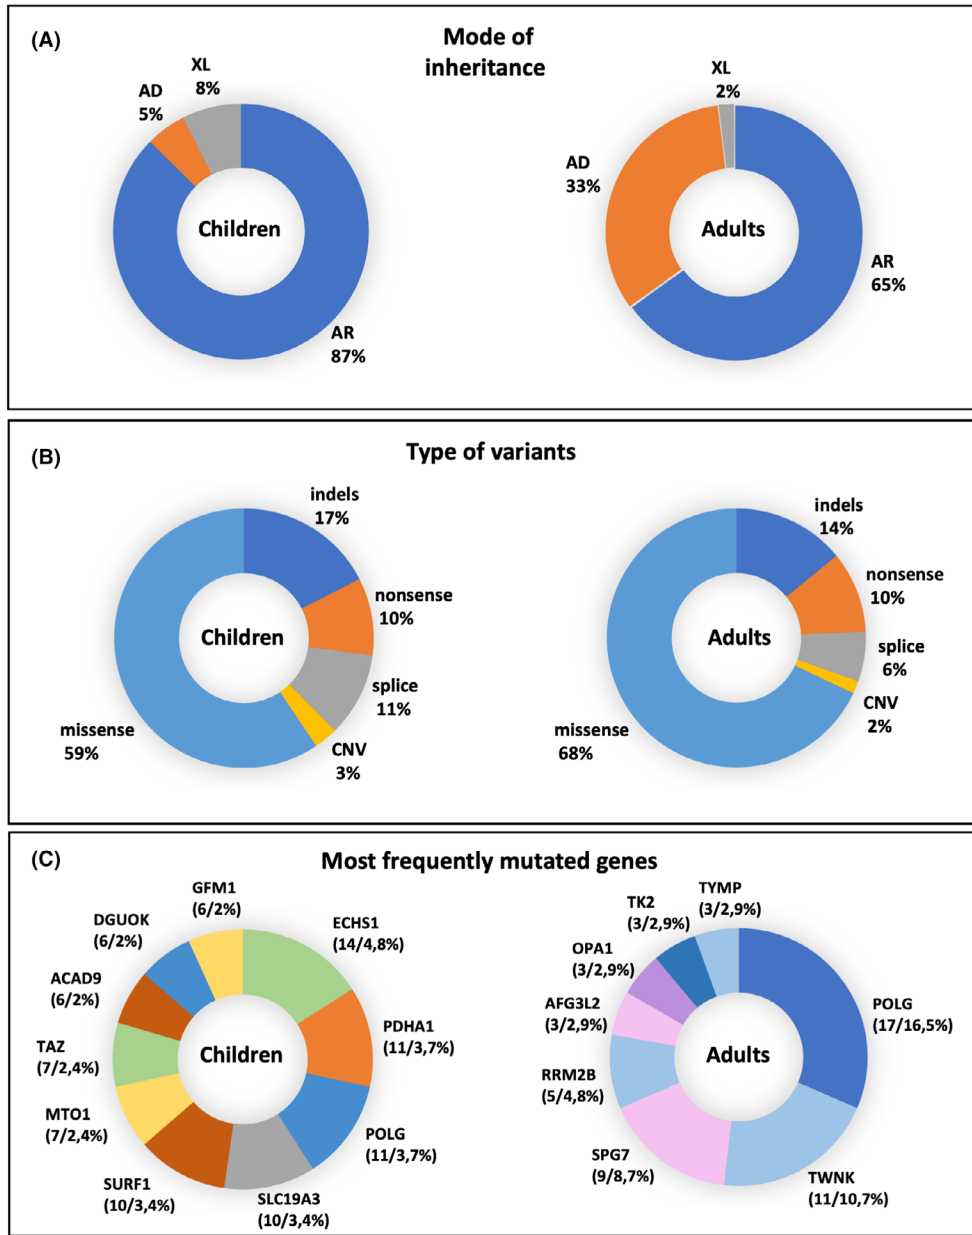 (A)
Mode of
inheritance
XL
8%
AD
5%
Children
AR
87%
XL
2%
AD
33%
Adults
AR
65%
(B)
Type of variants
indels
17%
nonsense
10%
Children
splice
11%
CNV
3%
missense
59%
indels
14%
nonsense
10%
Adults
splice
6%
CNV
2%
missense
68%
(C)
Most frequently mutated genes
GFM1
(6/2%)
ECHS1
(14/4,8%)
DGUOK
(6/2%)
ACAD9
(6/2%)
PDHA1
(11/3,7%)
Children
TAZ
(7/2,4%)
MTO1
(7/2,4%)
POLG
(11/3,7%)
SURF1
(10/3,4%)
SLC19A3
(10/3,4%)
TYMP
(3/2,9%)
TK2
(3/2,9%)
OPA1
(3/2,9%)
AFG3L2
(3/2,9%)
POLG
(17/16,5%)
Adults
RRM2B
(5/4,8%)
SPG7
(9/8,7%)
TWNK
(11/10,7%)